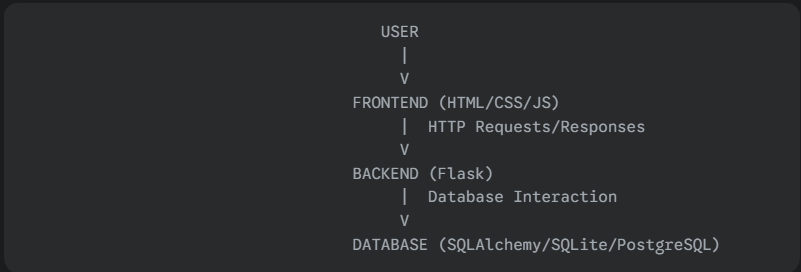 USER
|
V
FRONTEND (HTML/CSS/JS)
| HTTP Requests/Responses
V
BACKEND (Flask)
| Database Interaction
V
DATABASE (SQLAlchemy/SQLite/PostgreSQL)